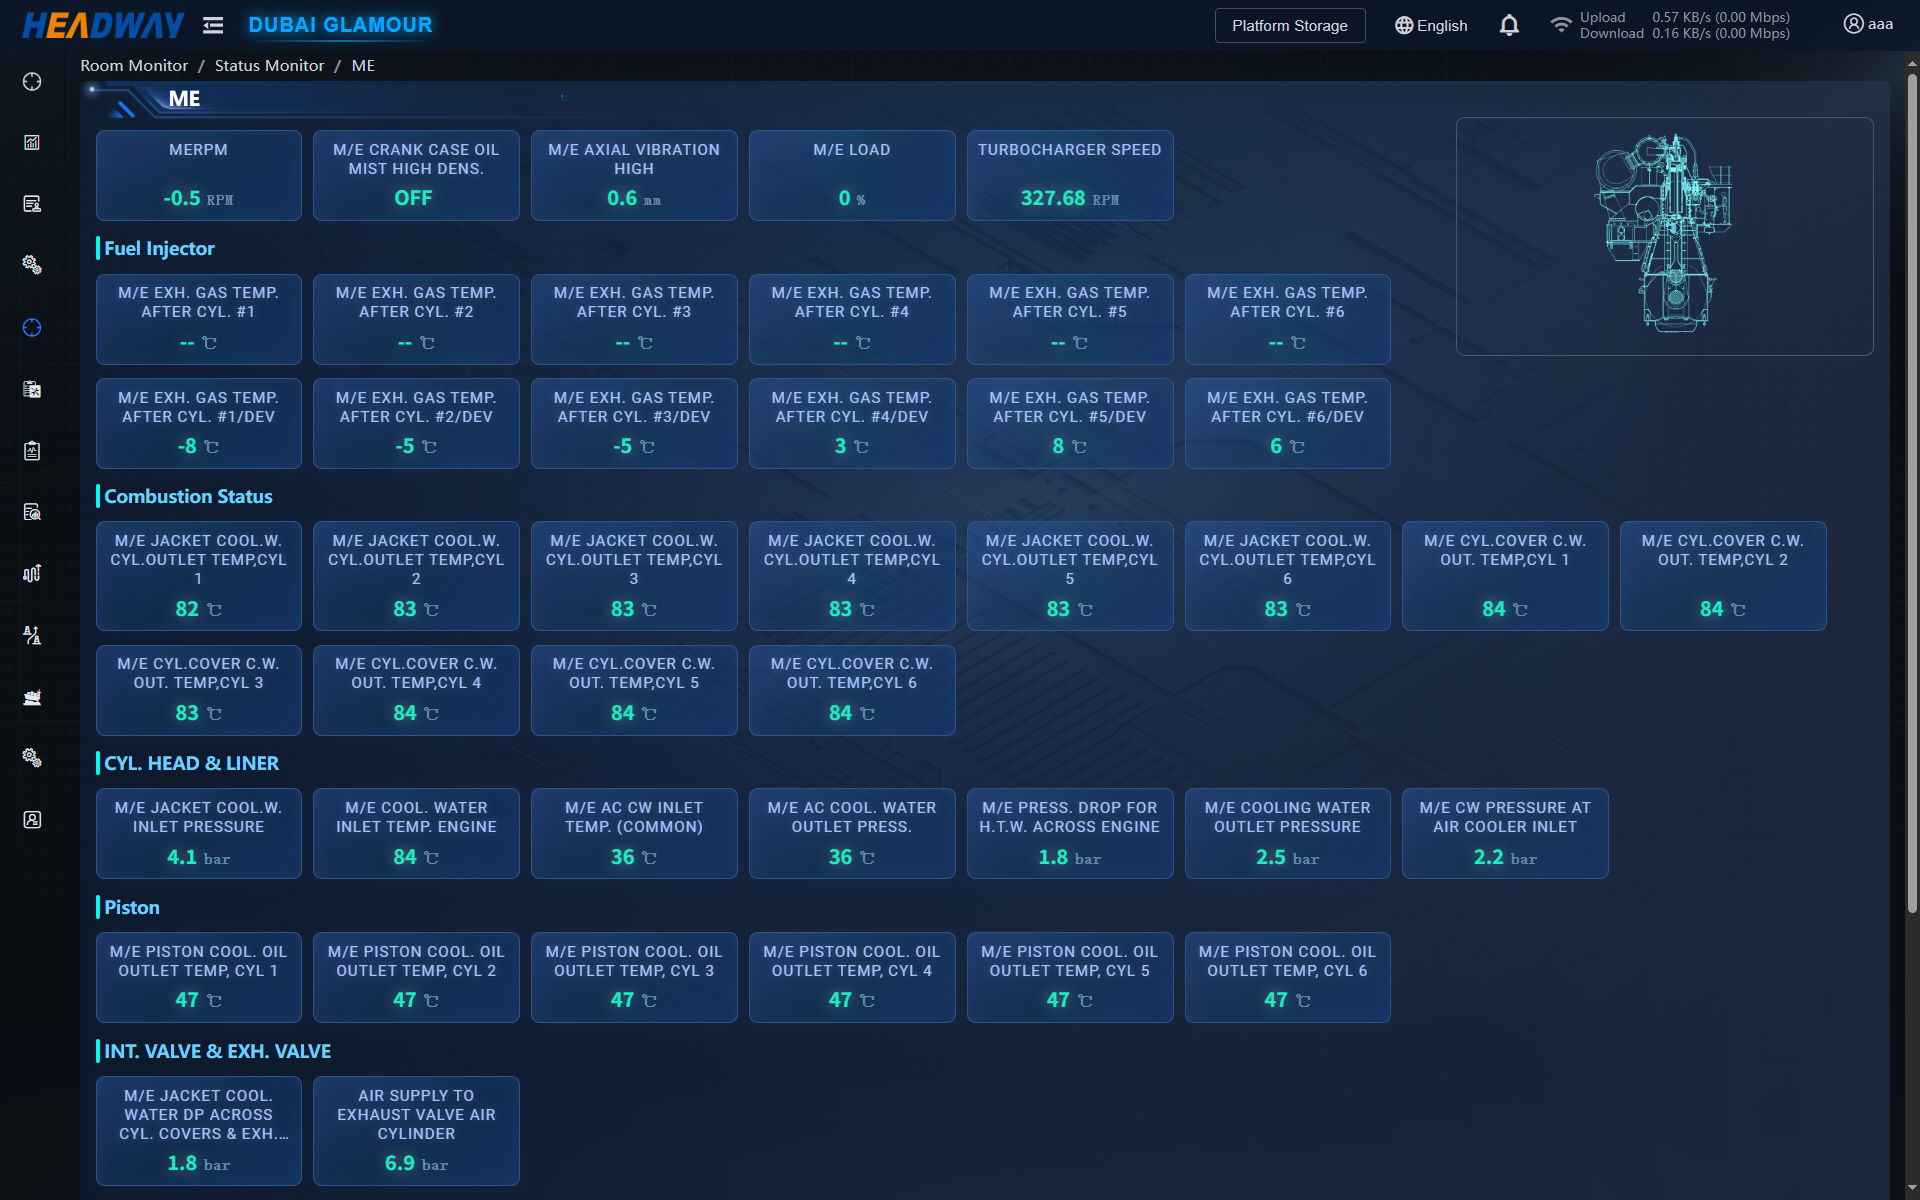 HEADWAY
DUBAI GLAMOUR
Platform Storage
English
Upload 0.57 KB/s (0.00 Mbps)
Download 0.16 KB/s (0.00 Mbps)
aaa
Room Monitor / Status Monitor / ME
ME
MERPM
-0.5 RPM
M/E CRANK CASE OIL
MIST HIGH DENS.
OFF
M/E AXIAL VIBRATION
HIGH
0.6 mm
M/E LOAD
0 %
TURBOCHARGER SPEED
327.68 RPM
Fuel Injector
M/E EXH. GAS TEMP.
AFTER CYL. #1
-- ℃
M/E EXH. GAS TEMP.
AFTER CYL. #2
-- ℃
M/E EXH. GAS TEMP.
AFTER CYL. #3
-- ℃
M/E EXH. GAS TEMP.
AFTER CYL. #4
-- ℃
M/E EXH. GAS TEMP.
AFTER CYL. #5
-- ℃
M/E EXH. GAS TEMP.
AFTER CYL. #6
-- ℃
M/E EXH. GAS TEMP.
AFTER CYL. #1/DEV
-8 ℃
M/E EXH. GAS TEMP.
AFTER CYL. #2/DEV
-5 ℃
M/E EXH. GAS TEMP.
AFTER CYL. #3/DEV
-5 ℃
M/E EXH. GAS TEMP.
AFTER CYL. #4/DEV
3 ℃
M/E EXH. GAS TEMP.
AFTER CYL. #5/DEV
8 ℃
M/E EXH. GAS TEMP.
AFTER CYL. #6/DEV
6 ℃
Combustion Status
M/E JACKET COOL.W.
CYL.OUTLET TEMP,CYL
1
82 ℃
M/E JACKET COOL.W.
CYL.OUTLET TEMP,CYL
2
83 ℃
M/E JACKET COOL.W.
CYL.OUTLET TEMP,CYL
3
83 ℃
M/E JACKET COOL.W.
CYL.OUTLET TEMP,CYL
4
83 ℃
M/E JACKET COOL.W.
CYL.OUTLET TEMP,CYL
5
83 ℃
M/E JACKET COOL.W.
CYL.OUTLET TEMP,CYL
6
83 ℃
M/E CYL.COVER C.W.
OUT. TEMP,CYL 1
84 ℃
M/E CYL.COVER C.W.
OUT. TEMP,CYL 2
84 ℃
M/E CYL.COVER C.W.
OUT. TEMP,CYL 3
83 ℃
M/E CYL.COVER C.W.
OUT. TEMP,CYL 4
84 ℃
M/E CYL.COVER C.W.
OUT. TEMP,CYL 5
84 ℃
M/E CYL.COVER C.W.
OUT. TEMP,CYL 6
84 ℃
CYL. HEAD & LINER
M/E JACKET COOL.W.
INLET PRESSURE
4.1 bar
M/E COOL. WATER
INLET TEMP. ENGINE
84 ℃
M/E AC CW INLET
TEMP. (COMMON)
36 ℃
M/E AC COOL. WATER
OUTLET PRESS.
36 ℃
M/E PRESS. DROP FOR
H.T.W. ACROSS ENGINE
1.8 bar
M/E COOLING WATER
OUTLET PRESSURE
2.5 bar
M/E CW PRESSURE AT
AIR COOLER INLET
2.2 bar
Piston
M/E PISTON COOL. OIL
OUTLET TEMP, CYL 1
47 ℃
M/E PISTON COOL. OIL
OUTLET TEMP, CYL 2
47 ℃
M/E PISTON COOL. OIL
OUTLET TEMP, CYL 3
47 ℃
M/E PISTON COOL. OIL
OUTLET TEMP, CYL 4
47 ℃
M/E PISTON COOL. OIL
OUTLET TEMP, CYL 5
47 ℃
M/E PISTON COOL. OIL
OUTLET TEMP, CYL 6
47 ℃
INT. VALVE & EXH. VALVE
M/E JACKET COOL.
WATER DP ACROSS
CYL. COVERS & EXH....
1.8 bar
AIR SUPPLY TO
EXHAUST VALVE AIR
CYLINDER
6.9 bar